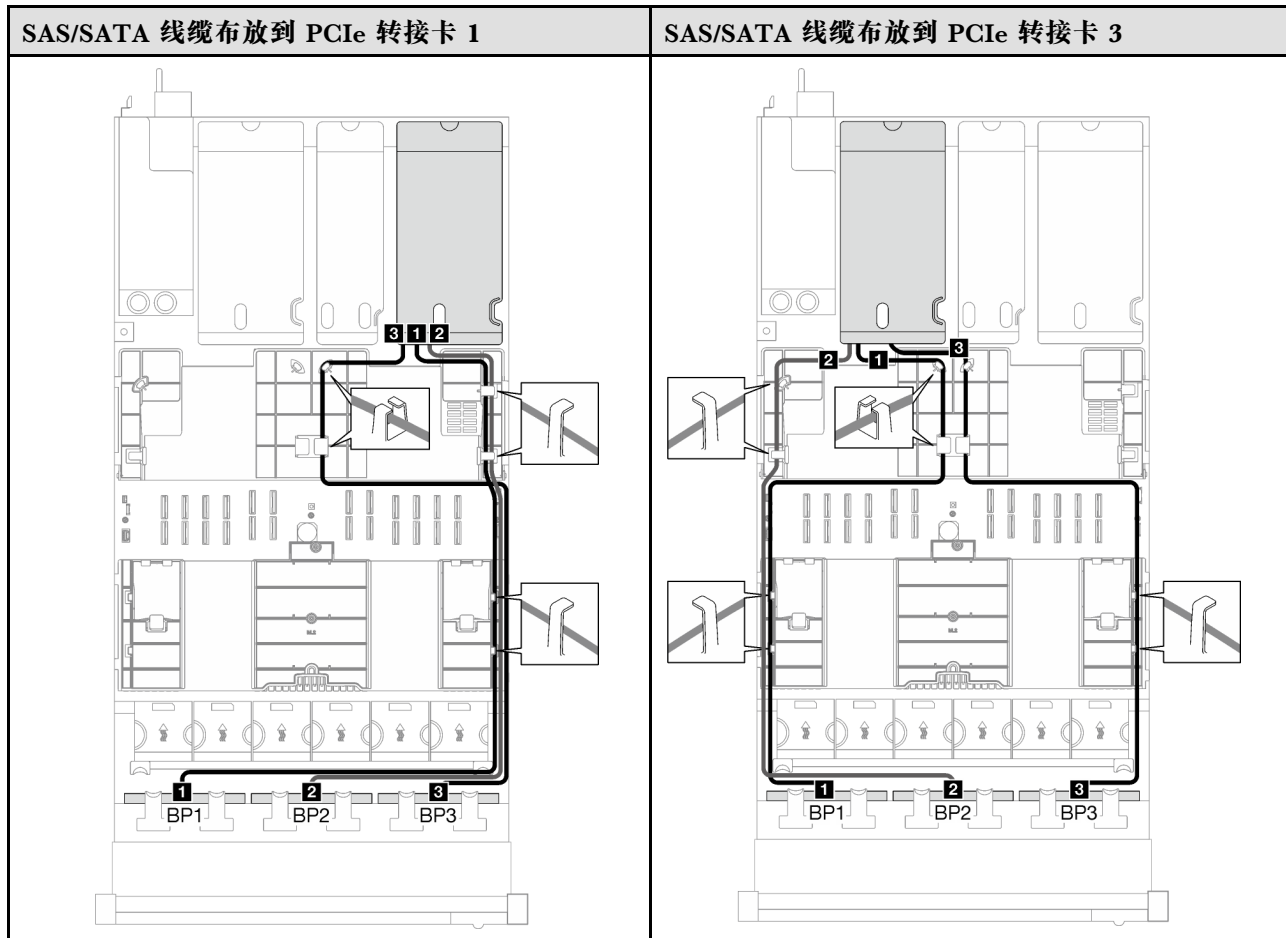 SAS/SATA 线缆布放到 PCIe 转接卡 1
SAS/SATA 线缆布放到 PCIe 转接卡 3
3 1 2
1 2 3
BP1 BP2 BP3
2 1 3
1 2 3
BP1 BP2 BP3